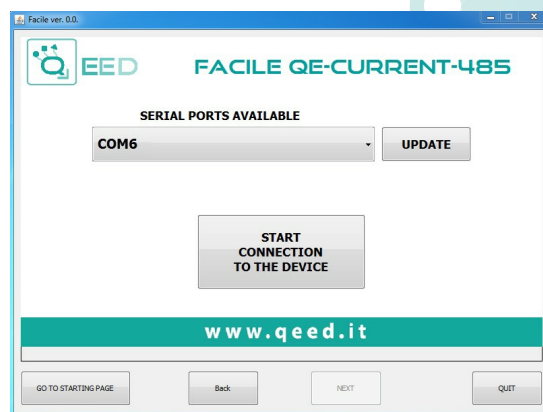 Facile ver. 0.0.
QEED
FACILE QE-CURRENT-485
SERIAL PORTS AVAILABLE
COM6
UPDATE
START
CONNECTION
TO THE DEVICE
www.qeed.it
GO TO STARTING PAGE
Back
NEXT
QUIT